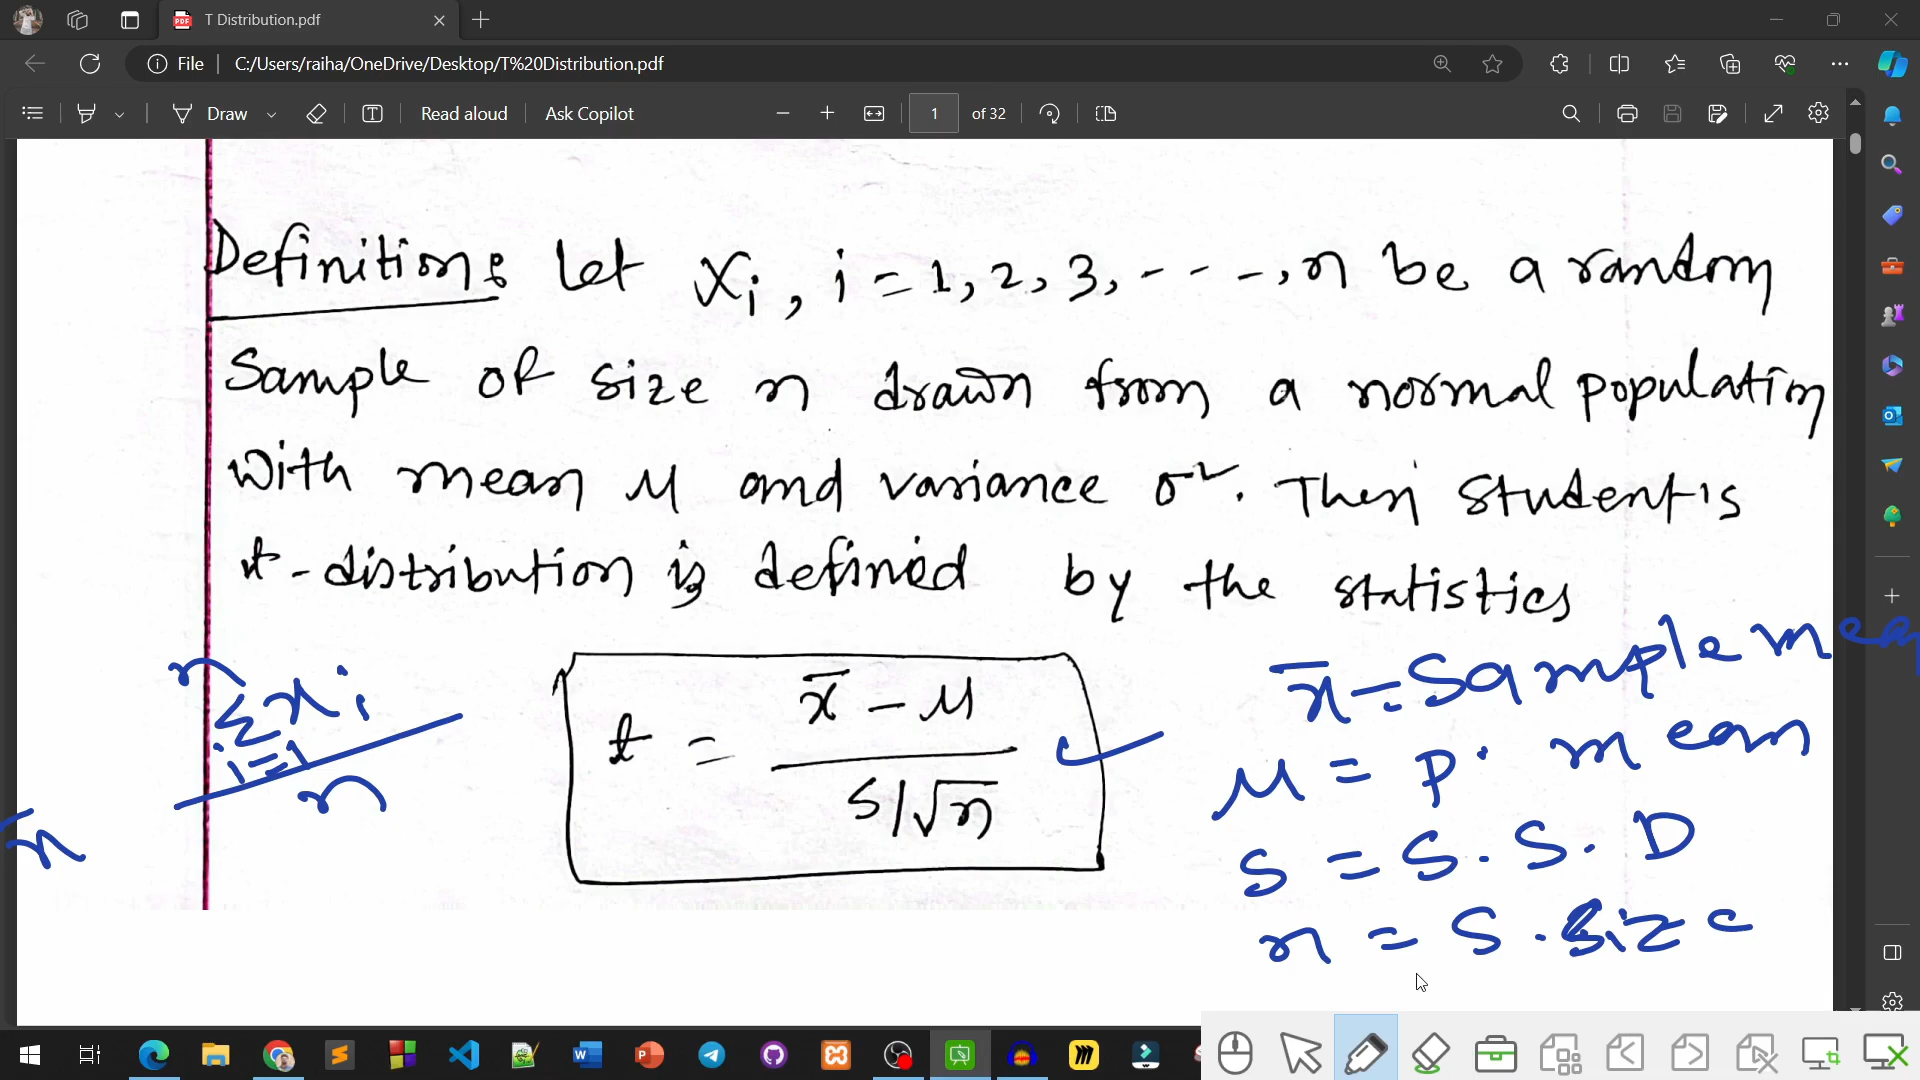 T Distribution.pdf
File C:/Users/raiha/OneDrive/Desktop/T%20Distribution.pdf
Draw Read aloud Ask Copilot 1 of 32
Definition: Let Xi, i = 1, 2, 3, - - -, n be a random
Sample of size n drawn from a normal population
with mean μ and variance σ². Then student's
t-distribution is defined by the statistics
t = (x̄ - μ) / (s/√n)
n
Σ xi
i=1
n
x̄
x̄ = Sample mean
μ = P. mean
S = S. S. D
n = S. Size